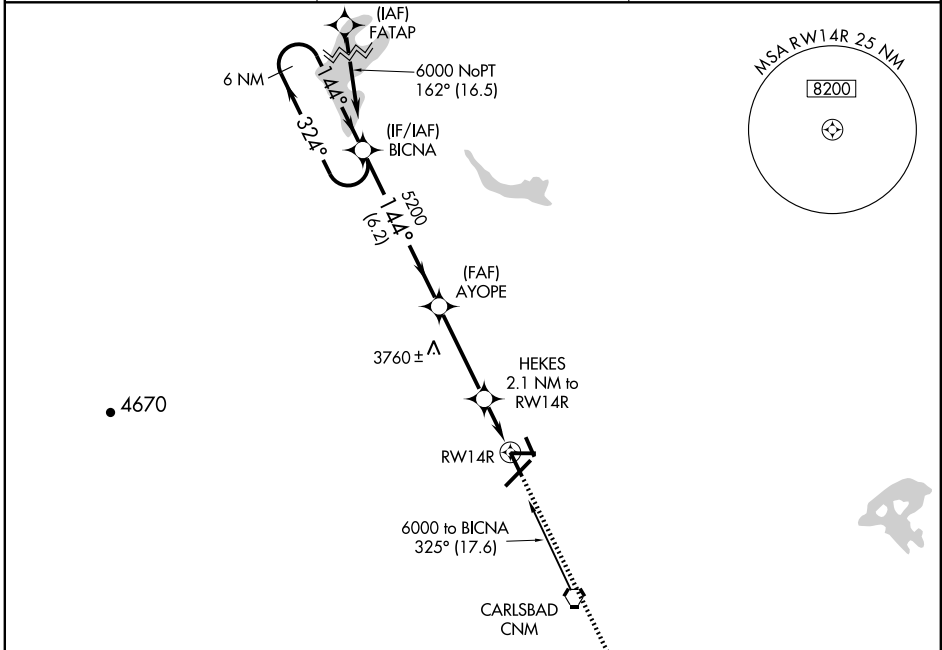 (IAF)
FATAP
6 NM
144°
6000 NoPT
162° (16.5)
324°
(IF/IAF)
BICNA
MSA RW14R 25 NM
8200
5200
144°
(6.2)
(FAF)
AYOPE
3760 ±
HEKES
2.1 NM to
RW14R
4670
RW14R
6000 to BICNA
325° (17.6)
CARLSBAD
CNM